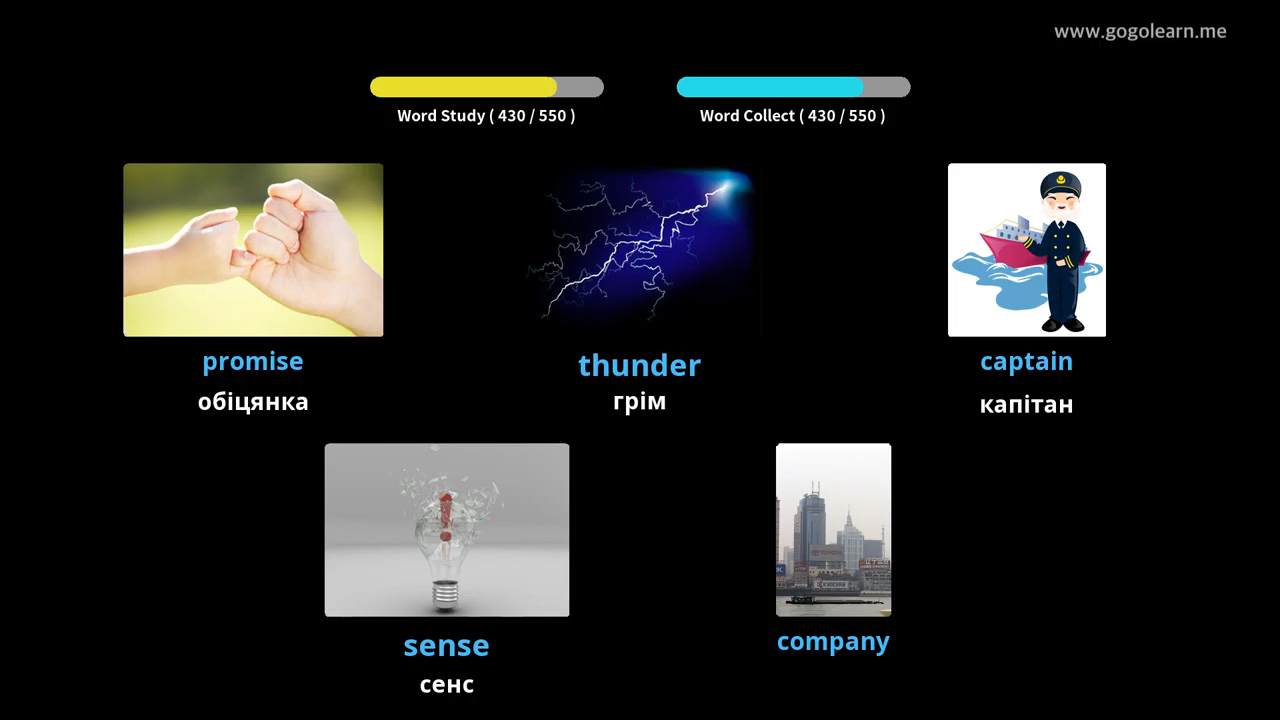 www.gogolearn.me
Word Study ( 430 / 550 )
Word Collect ( 430 / 550 )
promise
thunder
captain
обіцянка
грім
капітан
TOYOTA
sense
company
сенс